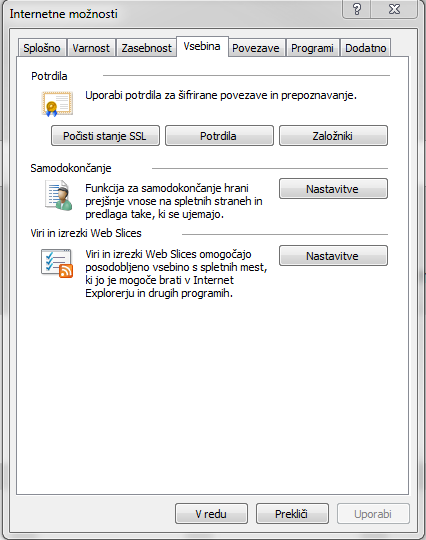 Internetne možnosti
Splošno Varnost Zasebnost Vsebina Povezave Programi Dodatno
Potrdila
Uporabi potrdila za šifrirane povezave in prepoznavanje.
Počisti stanje SSL Potrdila Založniki
Samodokončanje
Funkcija za samodokončanje hrani
prejšnje vnose na spletnih straneh in
predlaga take, ki se ujemajo.
Nastavitve
Viri in izrezki Web Slices
Viri in izrezki Web Slices omogočajo
posodobljeno vsebino s spletnih mest,
ki jo je mogoče brati v Internet
Explorerju in drugih programih.
Nastavitve
V redu Prekliči Uporabi